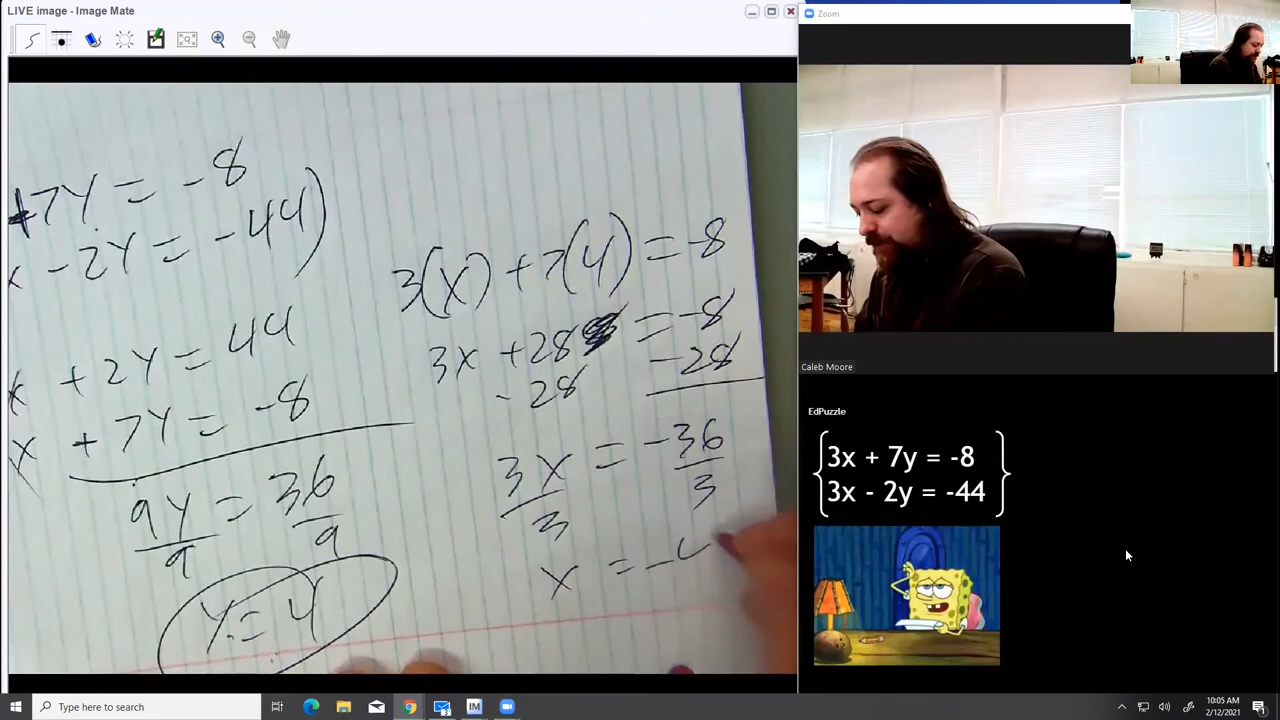 LIVE image - Image Mate
+7Y = -8
x -2Y = -44)
x +2Y = 44
x +7Y = -8
9Y = 36
9 9
Y = 4
3(x) + 7(4) = -8
3x + 28 = -8
-28 -28
3x = -36
3 3
x = -
Zoom
Caleb Moore
EdPuzzle
3x + 7y = -8
3x - 2y = -44
Type here to search
IM
10:05 AM
2/12/2021
1